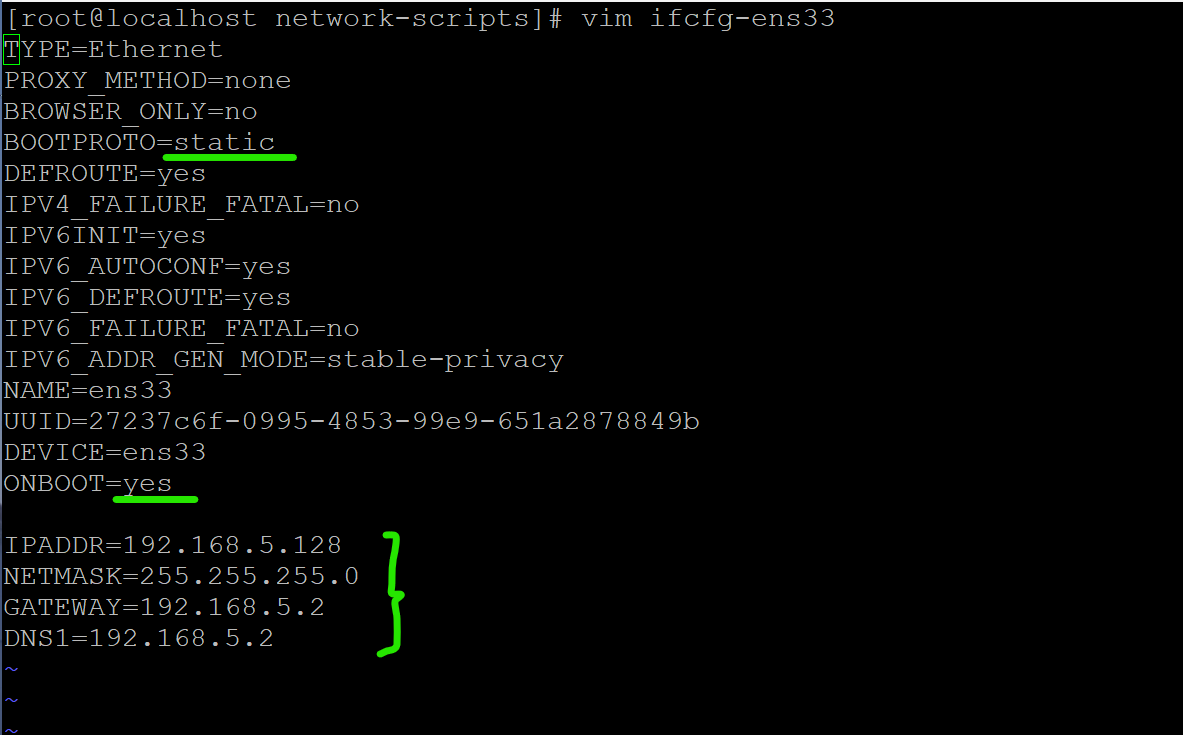 [root@localhost network-scripts]# vim ifcfg-ens33
TYPE=Ethernet
PROXY_METHOD=none
BROWSER_ONLY=no
BOOTPROTO=static
DEFROUTE=yes
IPV4_FAILURE_FATAL=no
IPV6INIT=yes
IPV6_AUTOCONF=yes
IPV6_DEFROUTE=yes
IPV6_FAILURE_FATAL=no
IPV6_ADDR_GEN_MODE=stable-privacy
NAME=ens33
UUID=27237c6f-0995-4853-99e9-651a2878849b
DEVICE=ens33
ONBOOT=yes
IPADDR=192.168.5.128
NETMASK=255.255.255.0
GATEWAY=192.168.5.2
DNS1=192.168.5.2
~
~
~